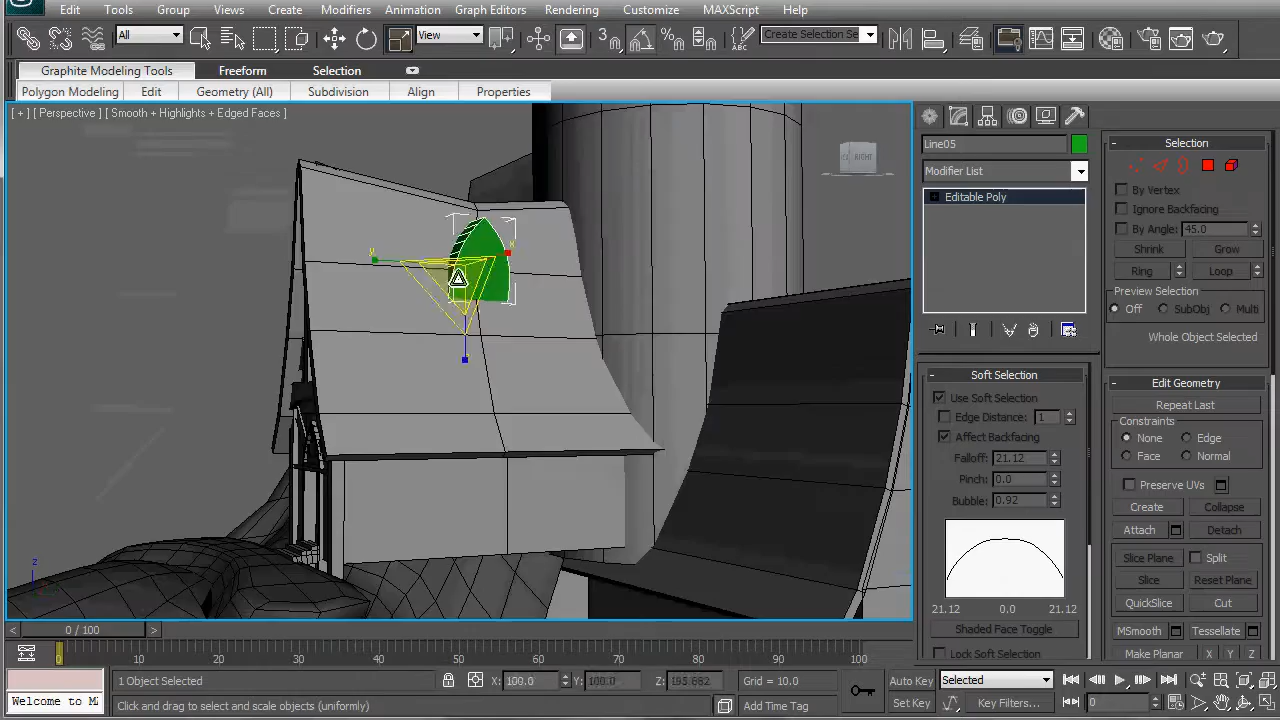 Edit Tools Group Views Create Modifiers Animation Graph Editors Rendering Customize MAXScript Help
All View 3 Create Selection Se
Graphite Modeling Tools Freeform Selection
Polygon Modeling Edit Geometry (All) Subdivision Align Properties
[ + ] [ Perspective ] [ Smooth + Highlights + Edged Faces ]
RIGHT
x
y
z
Line05
Modifier List
Editable Poly
Soft Selection
Use Soft Selection
Edge Distance: 1
Affect Backfacing
Falloff: 21.12
Pinch: 0.0
Bubble: 0.92
21.12 0.0 21.12
Shaded Face Toggle
Lock Soft Selection
Selection
By Vertex
Ignore Backfacing
By Angle: 45.0
Shrink Grow
Ring Loop
Preview Selection
Off SubObj Multi
Whole Object Selected
Edit Geometry
Repeat Last
Constraints
None Edge
Face Normal
Preserve UVs
Create Collapse
Attach Detach
Slice Plane Split
Slice Reset Plane
QuickSlice Cut
MSmooth Tessellate
Make Planar X Y Z
< 0 / 100 >
0 10 20 30 40 50 60 70 80 90 100
1 Object Selected X: 100.0 Y: 100.0 Z: 195.662 Grid = 10.0 Auto Key Selected
Welcome to M Click and drag to select and scale objects (uniformly) Add Time Tag Set Key Key Filters... 0